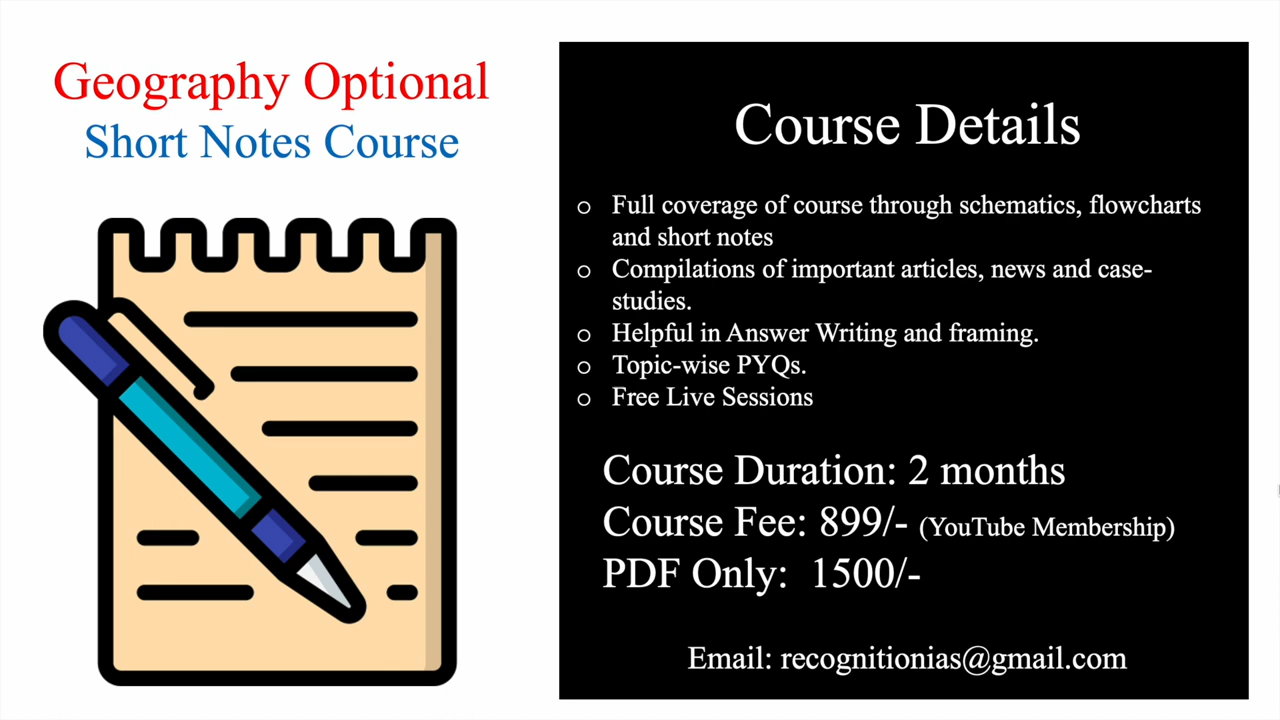 Geography Optional
Short Notes Course
Course Details
o Full coverage of course through schematics, flowcharts
and short notes
o Compilations of important articles, news and case-
studies.
o Helpful in Answer Writing and framing.
o Topic-wise PYQs.
o Free Live Sessions
Course Duration: 2 months
Course Fee: 899/- (YouTube Membership)
PDF Only: 1500/-
Email: recognitionias@gmail.com